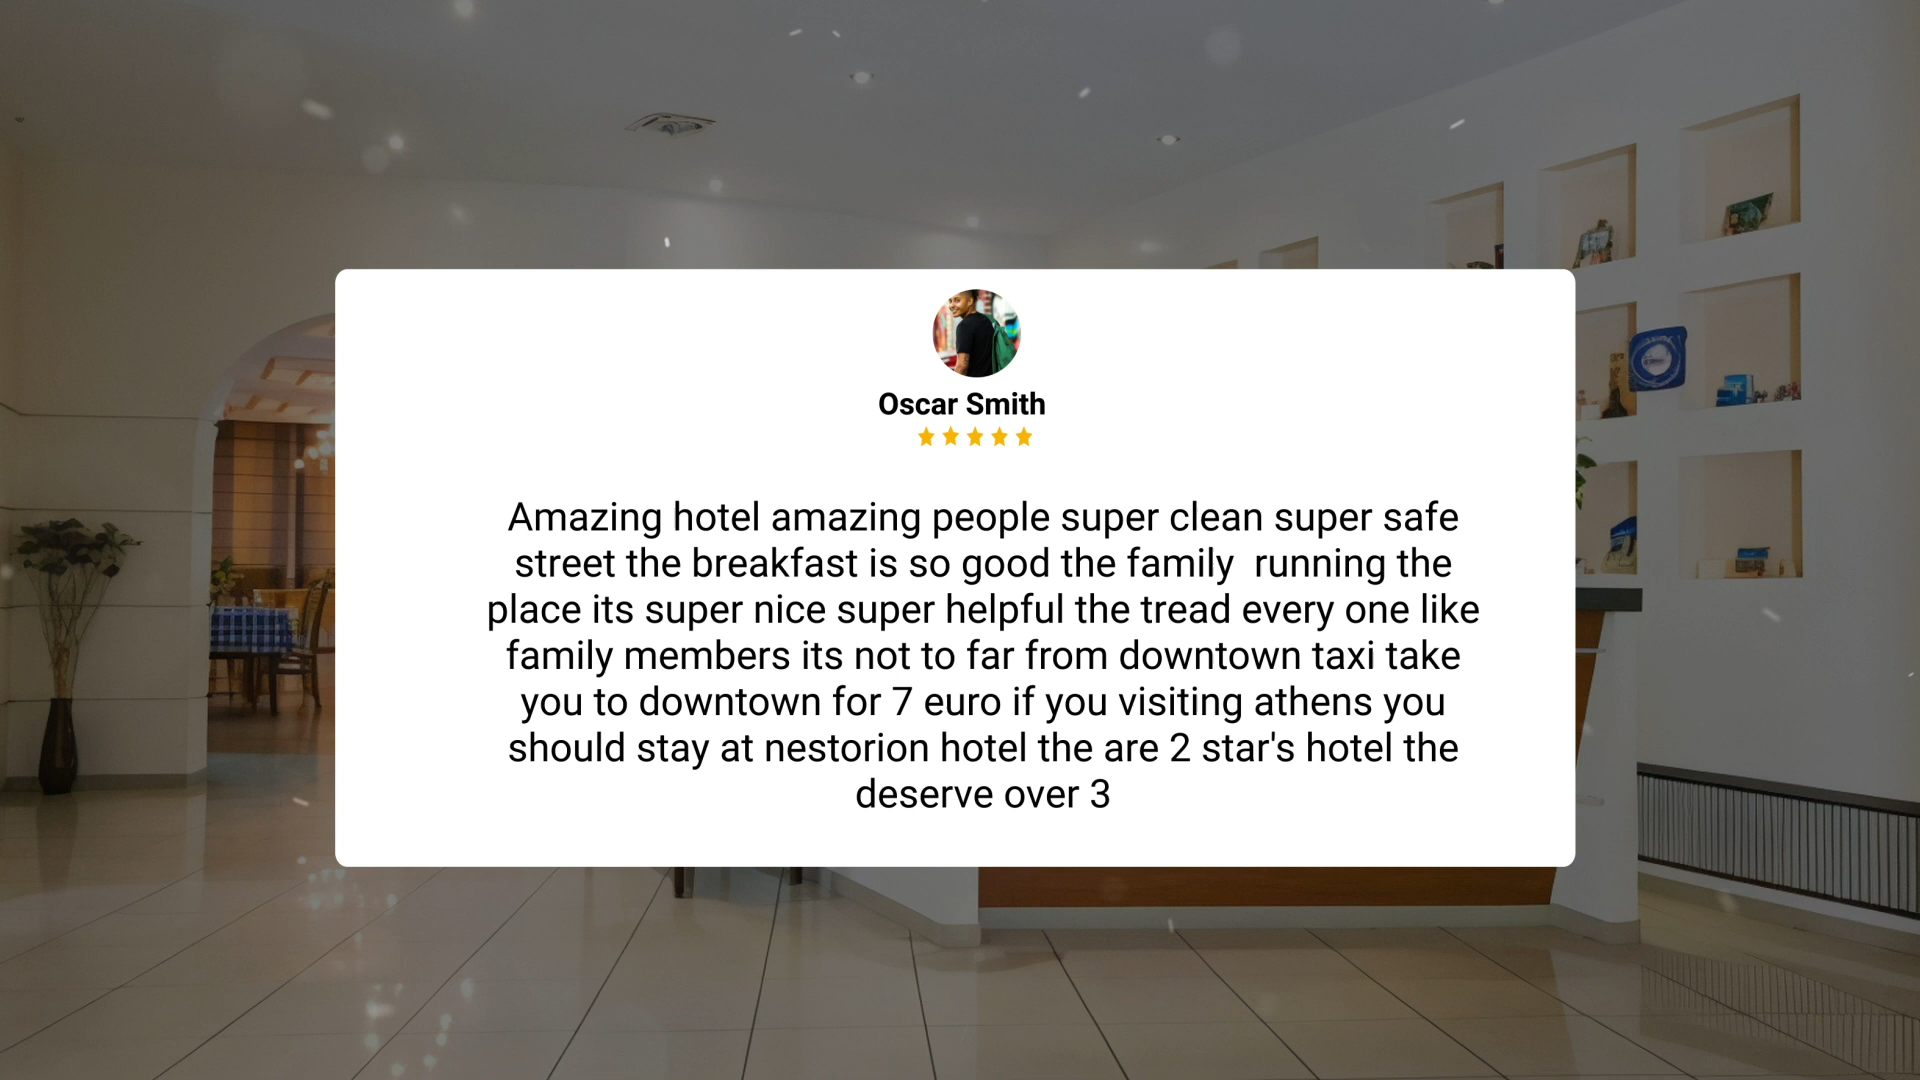 Oscar Smith
Amazing hotel amazing people super clean super safe
street the breakfast is so good the family  running the
place its super nice super helpful the tread every one like
family members its not to far from downtown taxi take
you to downtown for 7 euro if you visiting athens you
should stay at nestorion hotel the are 2 star's hotel the
deserve over 3